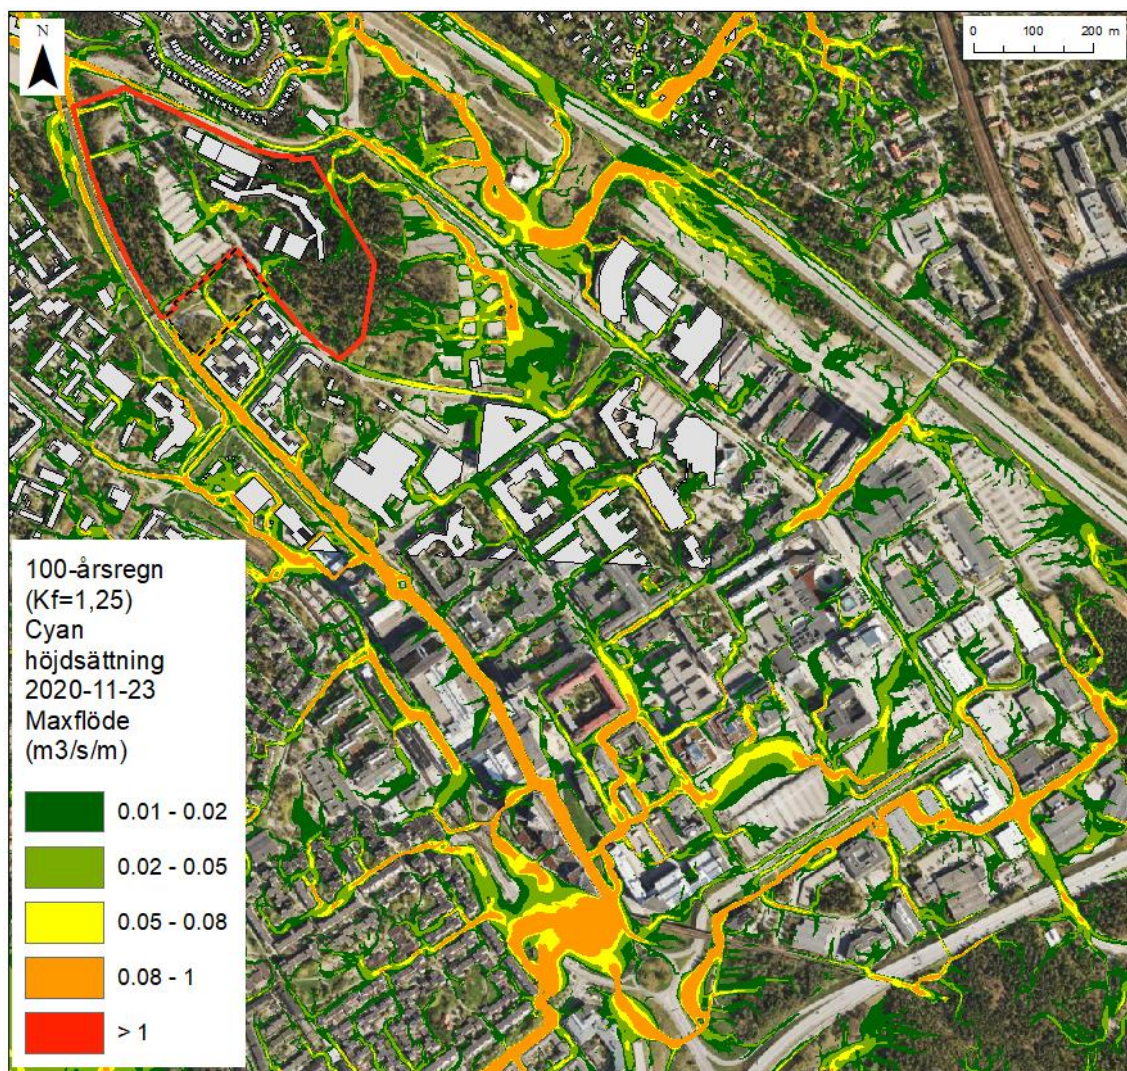 N
0 100 200 m
100-årsregn
(Kf=1,25)
Cyan
höjdsättning
2020-11-23
Maxflöde
(m3/s/m)
0.01 - 0.02
0.02 - 0.05
0.05 - 0.08
0.08 - 1
> 1